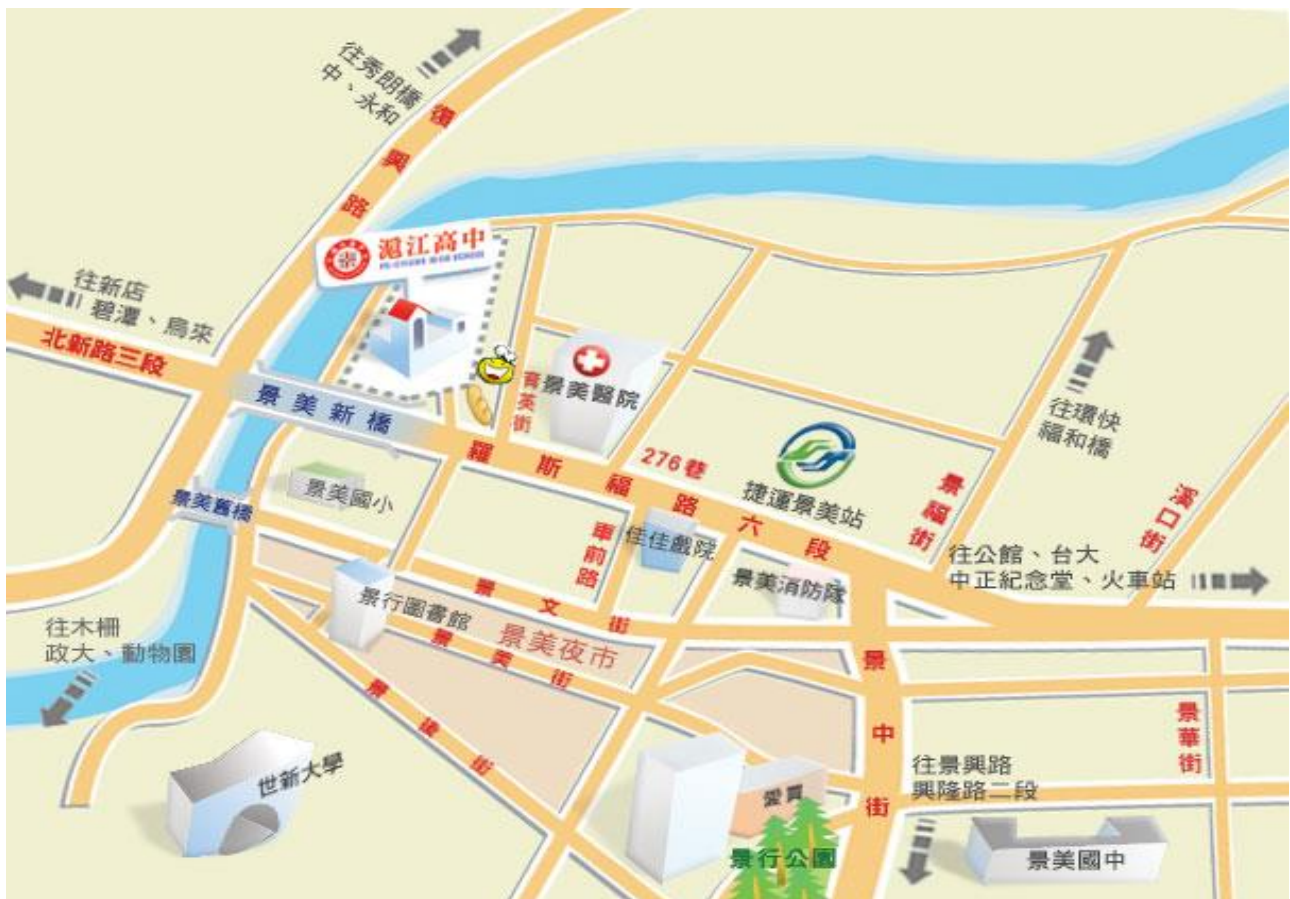 往秀朗橋
中、永和
復興路
滬江高中
HU-CHIANG HIGH SCHOOL
往新店
碧潭、烏來
北新路三段
景美新橋
育英街
景美醫院
276巷
捷運景美站
景福街
往環快
福和橋
溪口街
羅斯福路六段
景美舊橋
景美國小
車前路
佳佳戲院
景美消防隊
往公館、台大
中正紀念堂、火車站
景文街
景行圖書館
景美夜市
景美街
往木柵
政大、動物園
景後街
景中街
景華街
世新大學
往景興路
興隆路二段
愛買
景行公園
景美國中